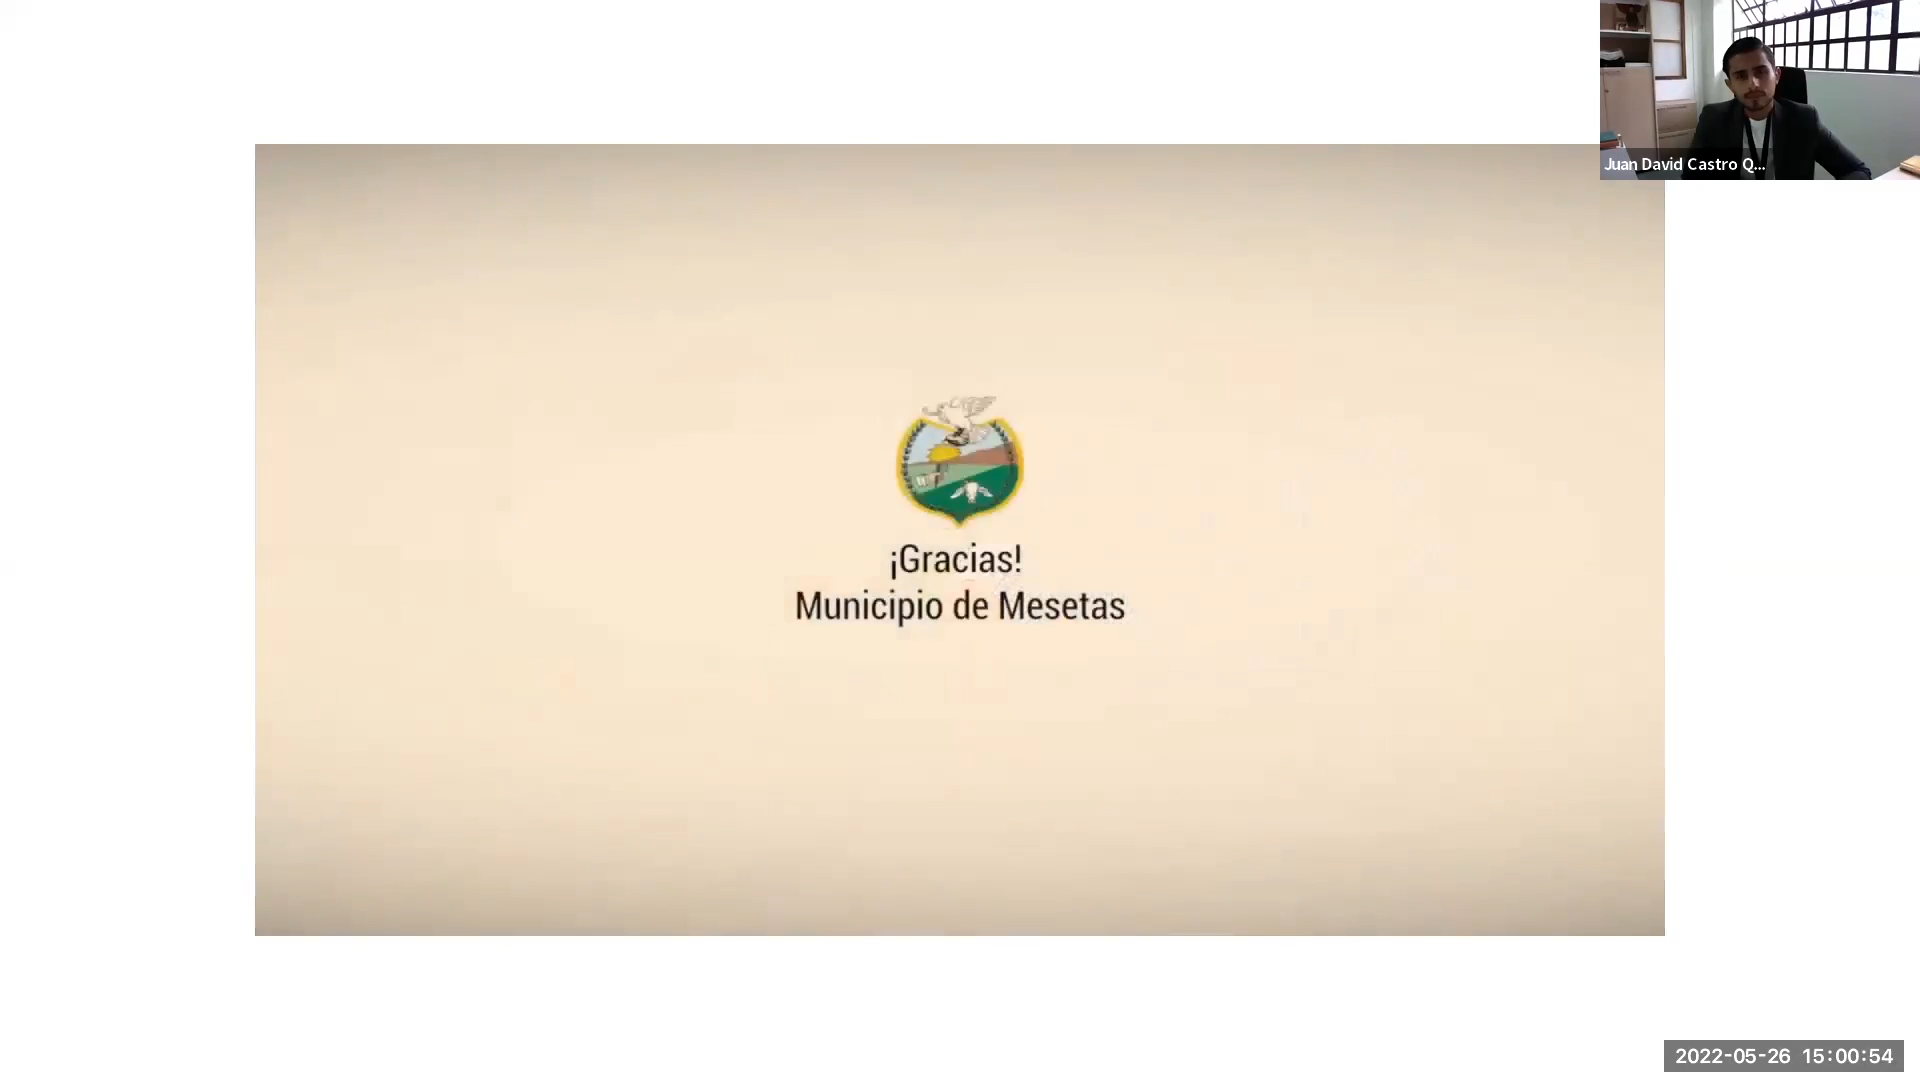 Juan David Castro Q...
¡Gracias!
Municipio de Mesetas
2022-05-26 15:00:54